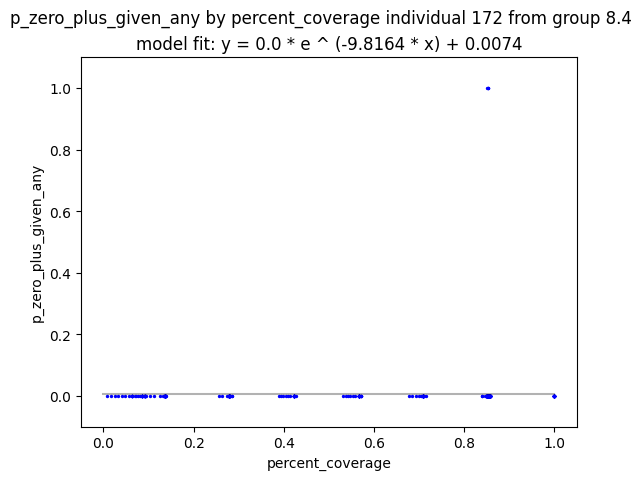 p_zero_plus_given_any by percent_coverage individual 172 from group 8.4
model fit: y = 0.0 * e ^ (-9.8164 * x) + 0.0074
1.0
0.8
0.6
0.4
0.2
0.0
p_zero_plus_given_any
0.0 0.2 0.4 0.6 0.8 1.0
percent_coverage